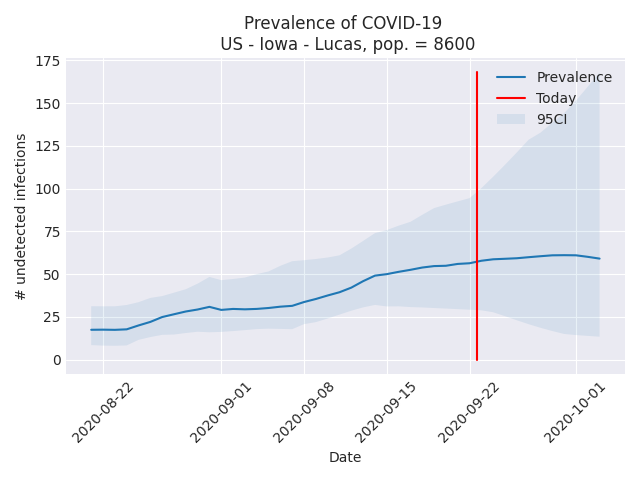 Prevalence of COVID-19
US - Iowa - Lucas, pop. = 8600
175
150
125
100
75
50
25
0
# undetected infections
Prevalence
Today
95CI
2020-08-22
2020-09-01
2020-09-08
2020-09-15
2020-09-22
2020-10-01
Date